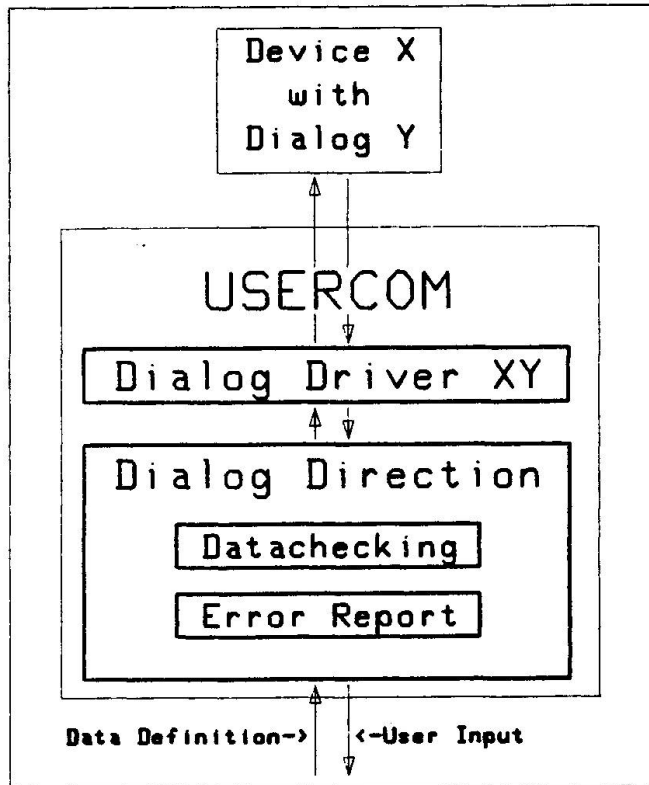 Device X
with
Dialog Y
USERCOM
Dialog Driver XY
Dialog Direction
Datachecking
Error Report
Data Definition->
<-User Input